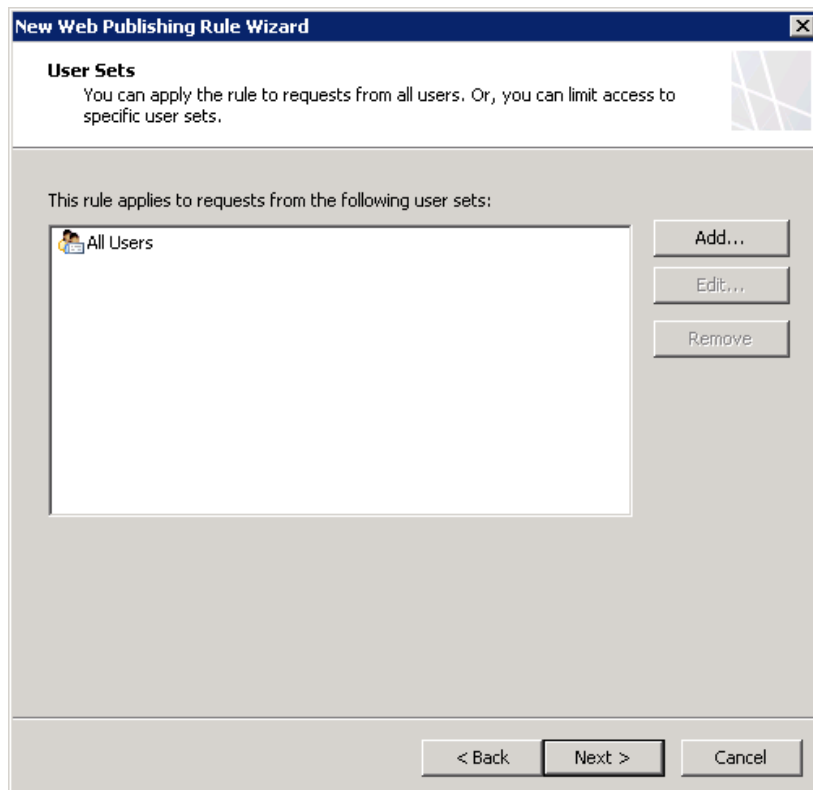 New Web Publishing Rule Wizard
User Sets
You can apply the rule to requests from all users. Or, you can limit access to
specific user sets.
This rule applies to requests from the following user sets:
All Users
Add...
Edit...
Remove
< Back
Next >
Cancel